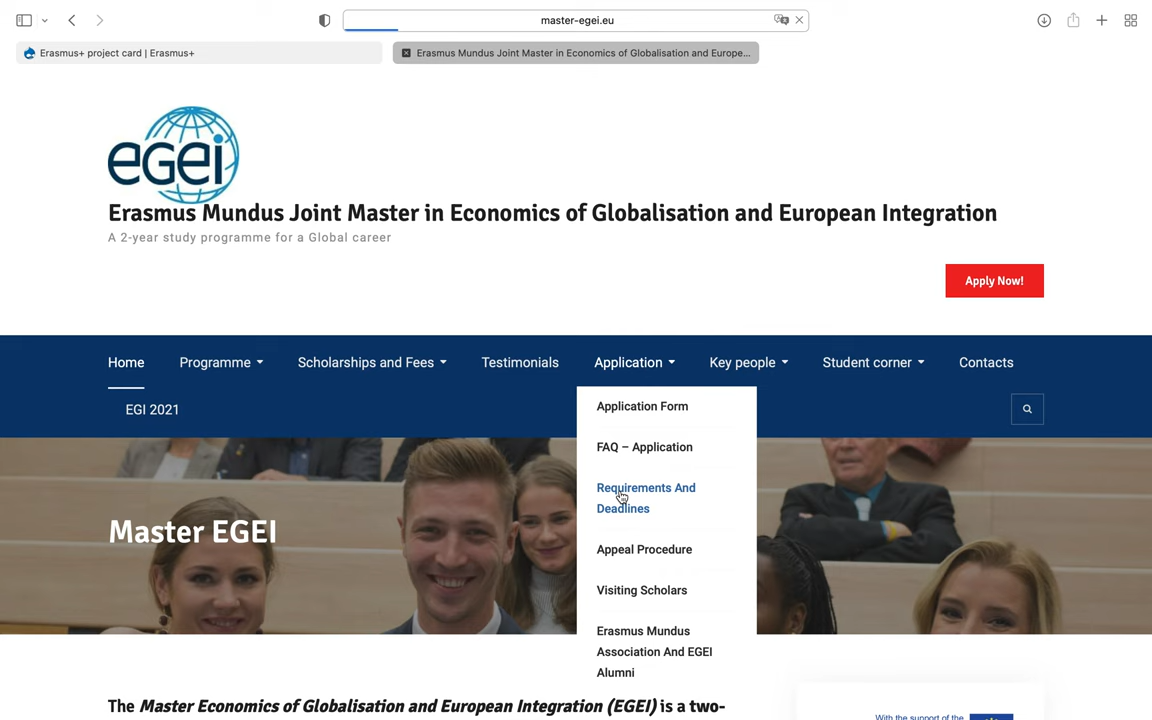 master-egei.eu
Erasmus+ project card | Erasmus+
Erasmus Mundus Joint Master in Economics of Globalisation and Europe...
egei
Erasmus Mundus Joint Master in Economics of Globalisation and European Integration
A 2-year study programme for a Global career
Apply Now!
Home Programme Scholarships and Fees Testimonials Application Key people Student corner Contacts
EGI 2021
Application Form
FAQ – Application
Requirements And
Deadlines
Appeal Procedure
Visiting Scholars
Erasmus Mundus
Association And EGEI
Alumni
Master EGEI
The Master Economics of Globalisation and European Integration (EGEI) is a two-
With the support of the